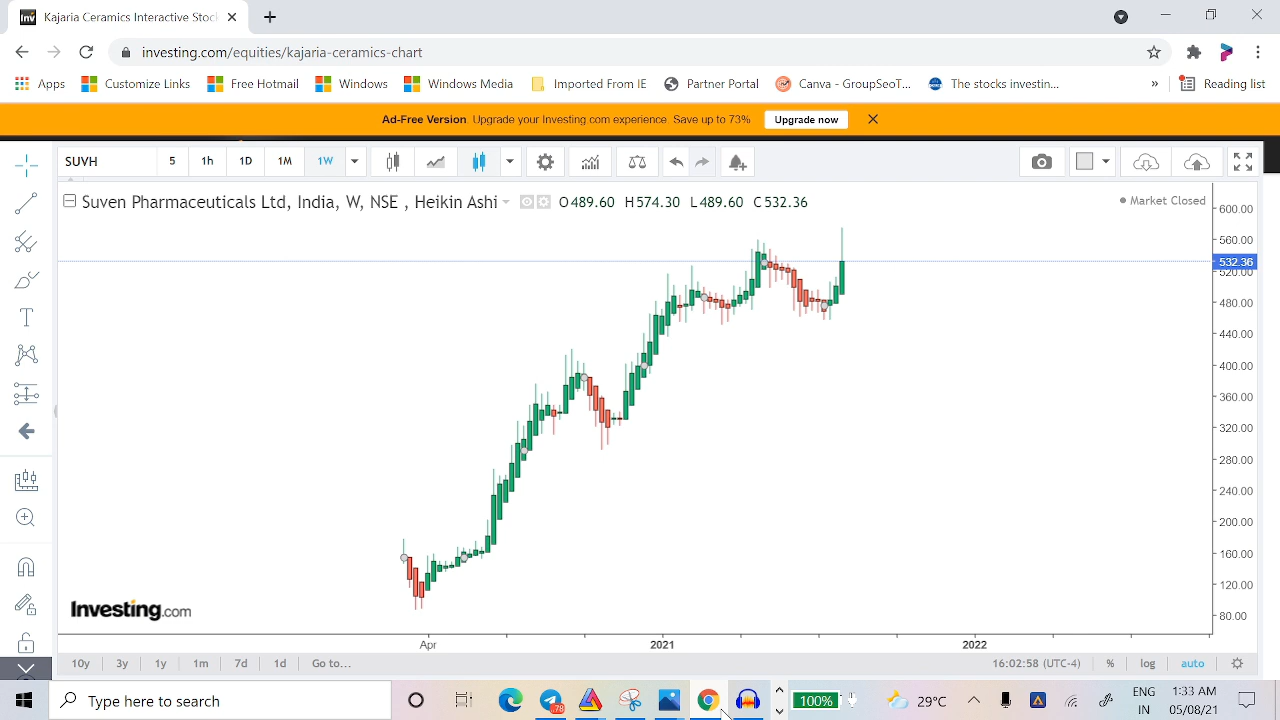 Kajaria Ceramics Interactive Stoc
investing.com/equities/kajaria-ceramics-chart
Apps Customize Links Free Hotmail Windows Windows Media Imported From IE Partner Portal Canva - GroupSeoT... The stocks investin... » Reading list
Ad-Free Version. Upgrade your Investing.com experience. Save up to 73% Upgrade now
SUVH 5 1h 1D 1M 1W
Suven Pharmaceuticals Ltd, India, W, NSE , Heikin Ashi O489.60 H574.30 L489.60 C532.36
Market Closed
600.00
560.00
532.36
520.00
480.00
440.00
400.00
360.00
320.00
280.00
240.00
200.00
160.00
120.00
80.00
Investing.com
Apr 2021 2022
10y 3y 1y 1m 7d 1d Go to... 16:02:58 (UTC-4) % log auto
Type here to search 78 100% 29°C ENG 1:33 AM
IN 05/08/21